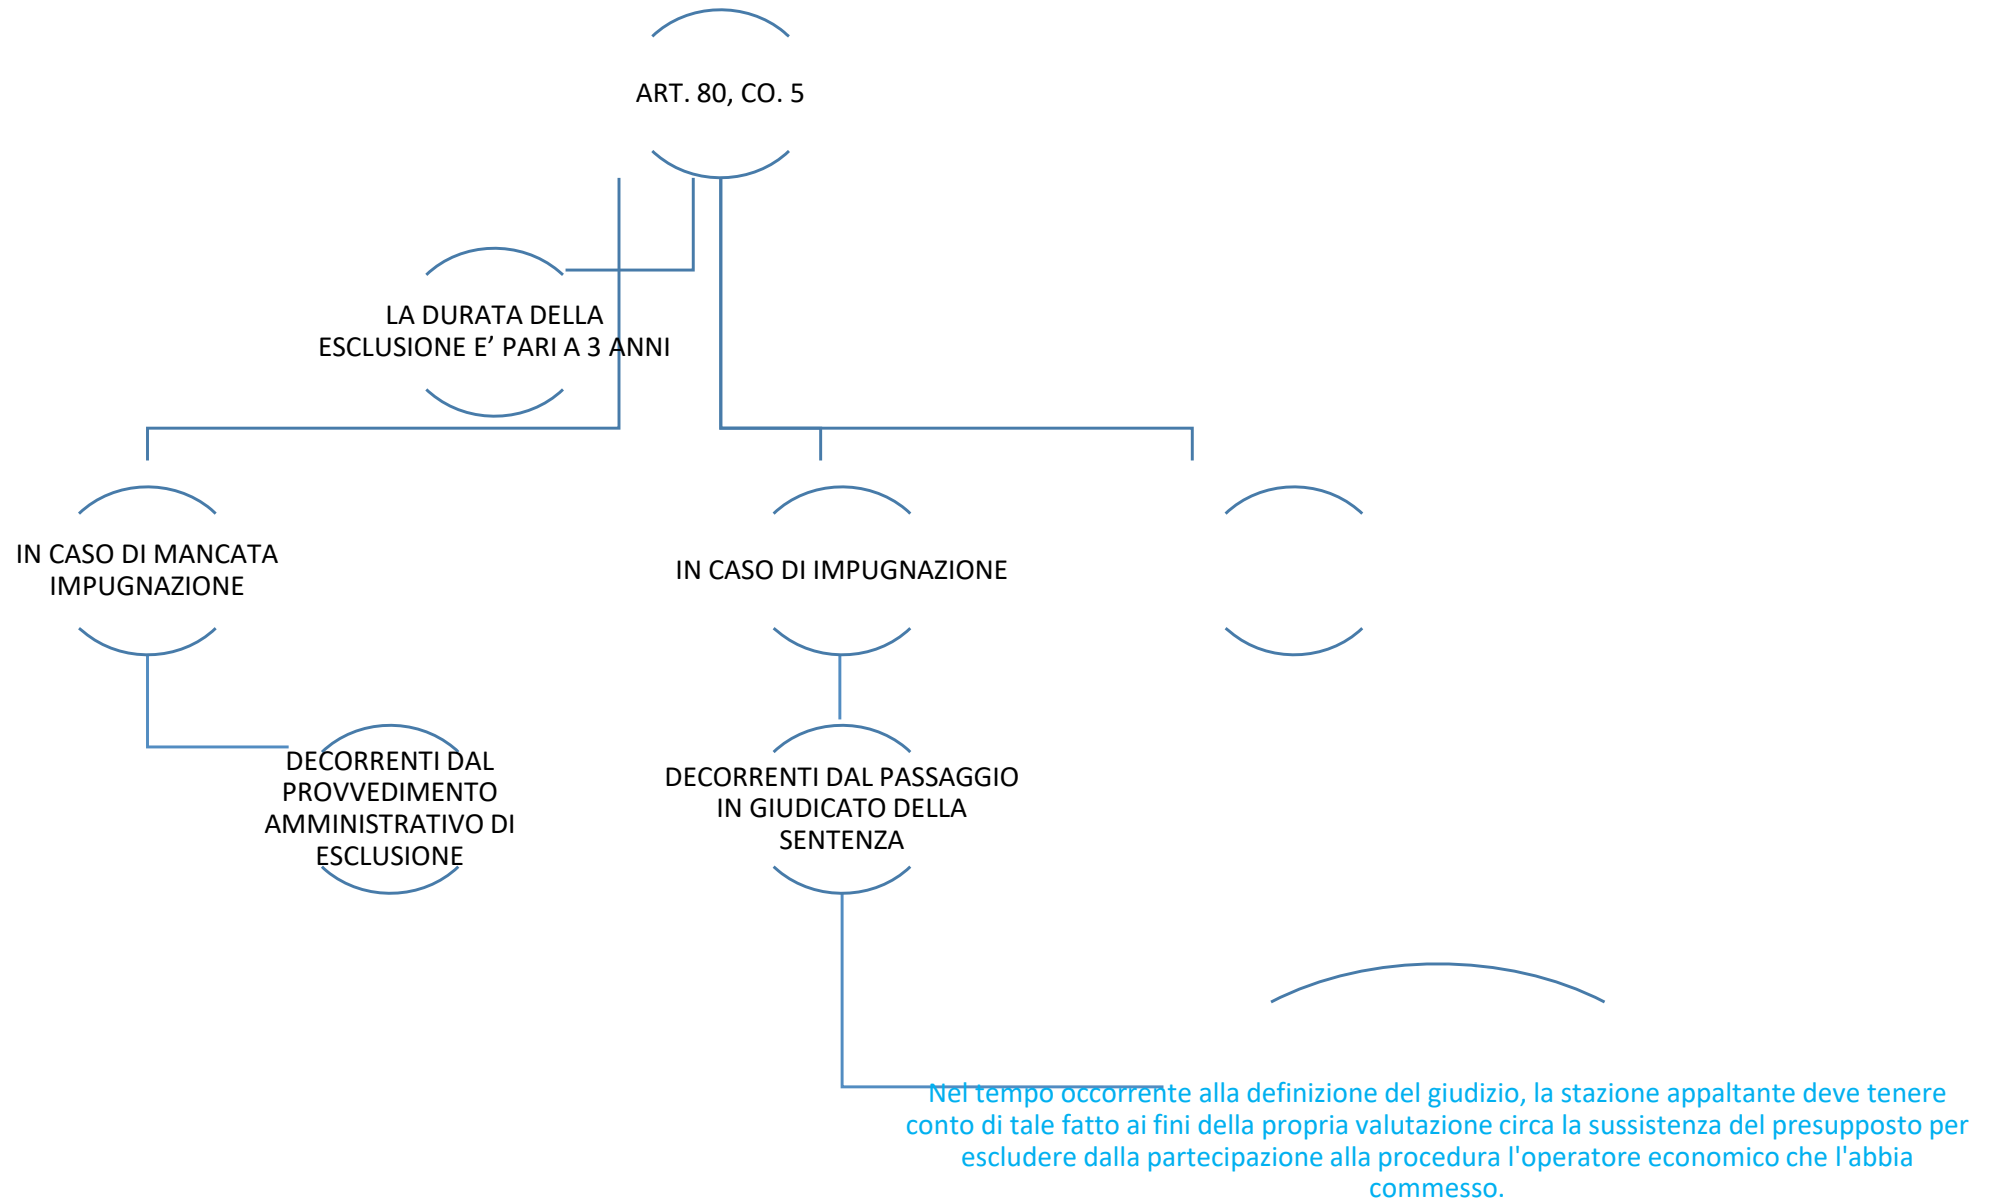 ART. 80, CO. 5
LA DURATA DELLA
ESCLUSIONE E’ PARI A 3 ANNI
IN CASO DI MANCATA
IMPUGNAZIONE
IN CASO DI IMPUGNAZIONE
DECORRENTI DAL
PROVVEDIMENTO
AMMINISTRATIVO DI
ESCLUSIONE
DECORRENTI DAL PASSAGGIO
IN GIUDICATO DELLA
SENTENZA
Nel tempo occorrente alla definizione del giudizio, la stazione appaltante deve tenere
conto di tale fatto ai fini della propria valutazione circa la sussistenza del presupposto per
escludere dalla partecipazione alla procedura l'operatore economico che l'abbia
commesso.